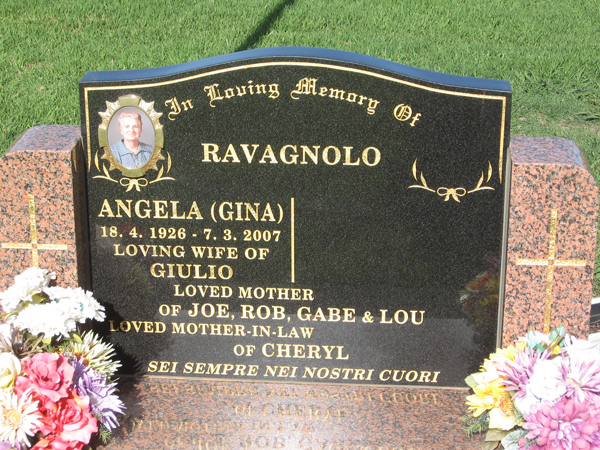 In Loving Memory Of
RAVAGNOLO
ANGELA (GINA)
18. 4. 1926 - 7. 3. 2007
LOVING WIFE OF
GIULIO
LOVED MOTHER
OF JOE, ROB, GABE & LOU
LOVED MOTHER-IN-LAW
OF CHERYL
SEI SEMPRE NEI NOSTRI CUORI